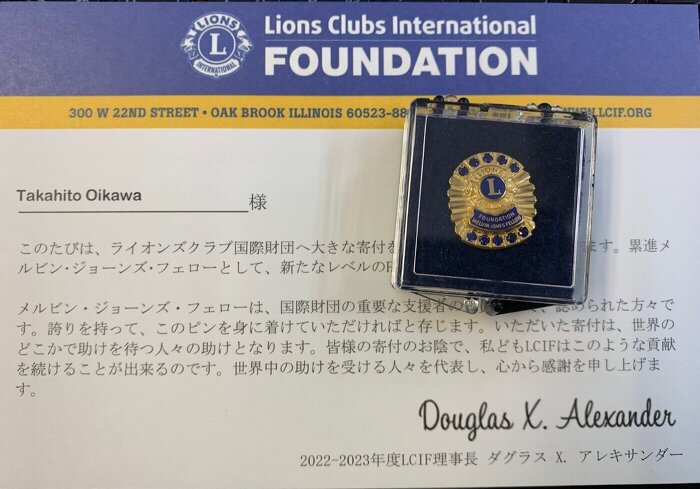 LIONS
L
INTERNATIONAL
Lions Clubs International
FOUNDATION
300 W 22ND STREET • OAK BROOK ILLINOIS 60523-88 WWW.LCIF.ORG
Takahito Oikawa
様
LIONS
L
FOUNDATION
MELVIN JONES FELLOW
このたびは、ライオンズクラブ国際財団へ大きな寄付を ます。累進メ
ルビン・ジョーンズ・フェローとして、新たなレベルの
メルビン・ジョーンズ・フェローは、国際財団の重要な支援者の 認められた方々で
す。誇りを持って、このピンを身に着けていただければと存じます。いただいた寄付は、世界の
どこかで助けを待つ人々の助けとなります。皆様の寄付のお陰で、私どもLCIFはこのような貢献
を続けることが出来るのです。世界中の助けを受ける人々を代表し、心から感謝を申し上げま
す。
Douglas X. Alexander
2022-2023年度LCIF理事長 ダグラス X. アレキサンダー